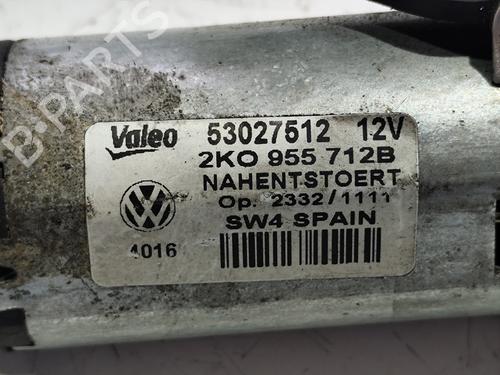 Valeo 53027512 12V
2K0 955 712B
NAHENTSTOERT
Op. 2332/1111
SW4 SPAIN
4016
B-Parts